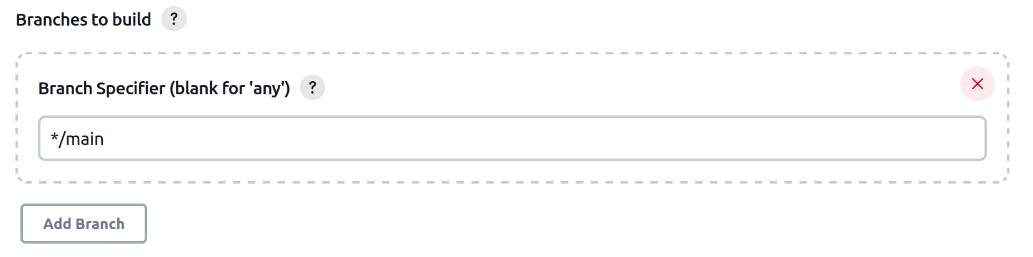 Branches to build ?
Branch Specifier (blank for 'any') ?
*/main
Add Branch